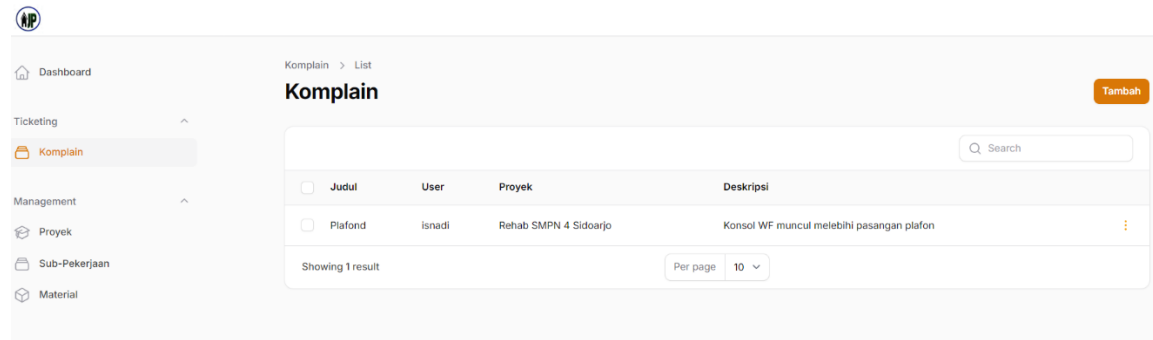 AJP
Dashboard
Ticketing
Komplain
Management
Proyek
Sub-Pekerjaan
Material
Komplain > List
Komplain
Tambah
Search
Judul User Proyek Deskripsi
Plafond isnadi Rehab SMPN 4 Sidoarjo Konsol WF muncul melebihi pasangan plafon
Showing 1 result
Per page 10